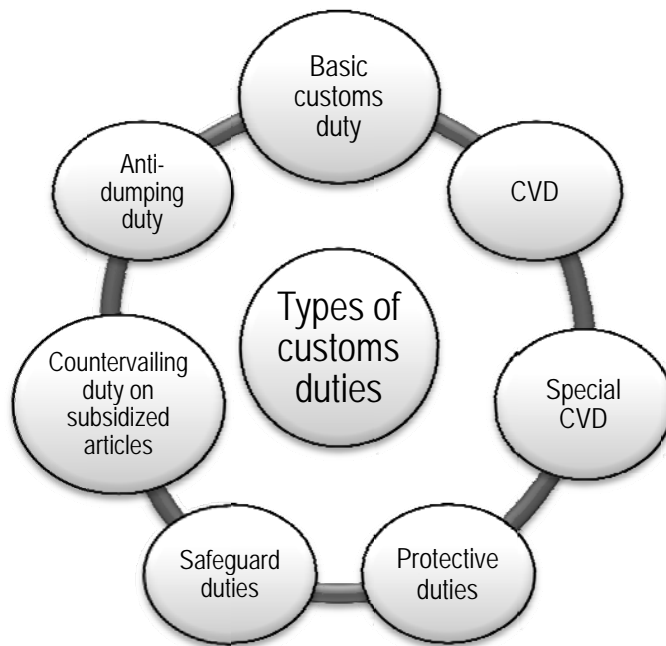 Basic
customs
duty
Anti-
dumping
duty
CVD
Types of
customs
duties
Countervailing
duty on
subsidized
articles
Special
CVD
Safeguard
duties
Protective
duties